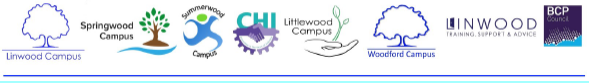 Linwood Campus
Springwood
Campus
Summerwood
Campus
CHI
Littlewood
Campus
Woodford Campus
LINWOOD
TRAINING, SUPPORT & ADVICE
BCP
Council